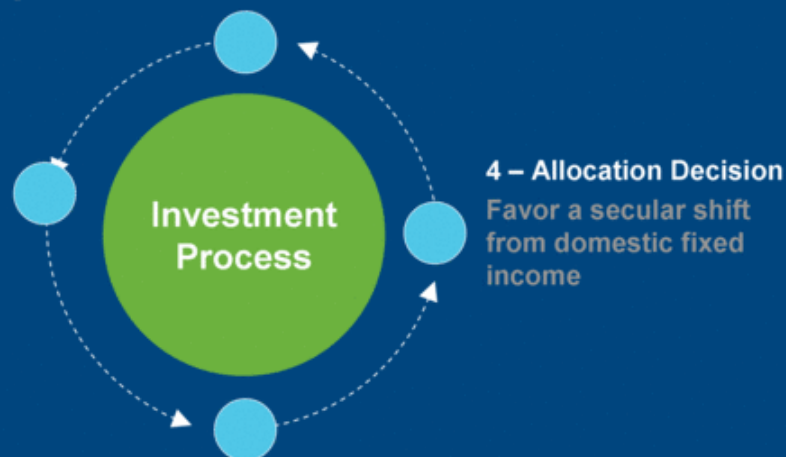 Investment
Process
4 – Allocation Decision
Favor a secular shift
from domestic fixed
income